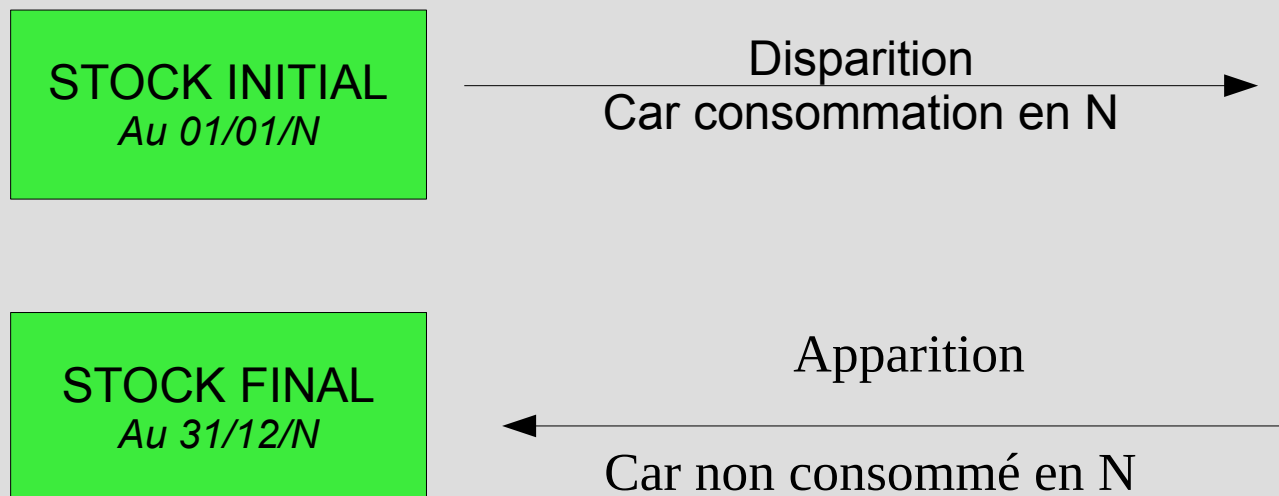 STOCK INITIAL
Au 01/01/N
Disparition
Car consommation en N
STOCK FINAL
Au 31/12/N
Apparition
Car non consommé en N